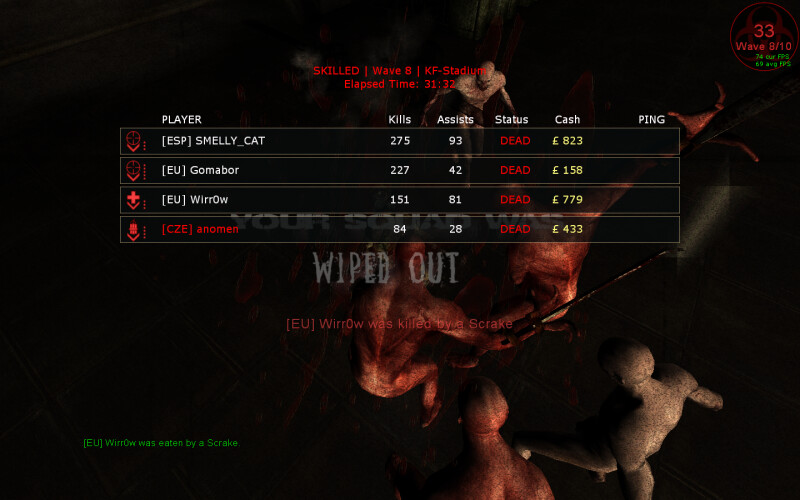 33
Wave 8/10
74 cur FPS
69 avg FPS
SKILLED | Wave 8 | KF-Stadium
Elapsed Time: 31:32
PLAYER Kills Assists Status Cash PING
[ESP] SMELLY_CAT 275 93 DEAD £ 823
[EU] Gomabor 227 42 DEAD £ 158
[EU] Wirr0w 151 81 DEAD £ 779
YOUR SQUAD WAS
[CZE] anomen 84 28 DEAD £ 433
WIPED OUT
[EU] Wirr0w was killed by a Scrake
[EU] Wirr0w was eaten by a Scrake.